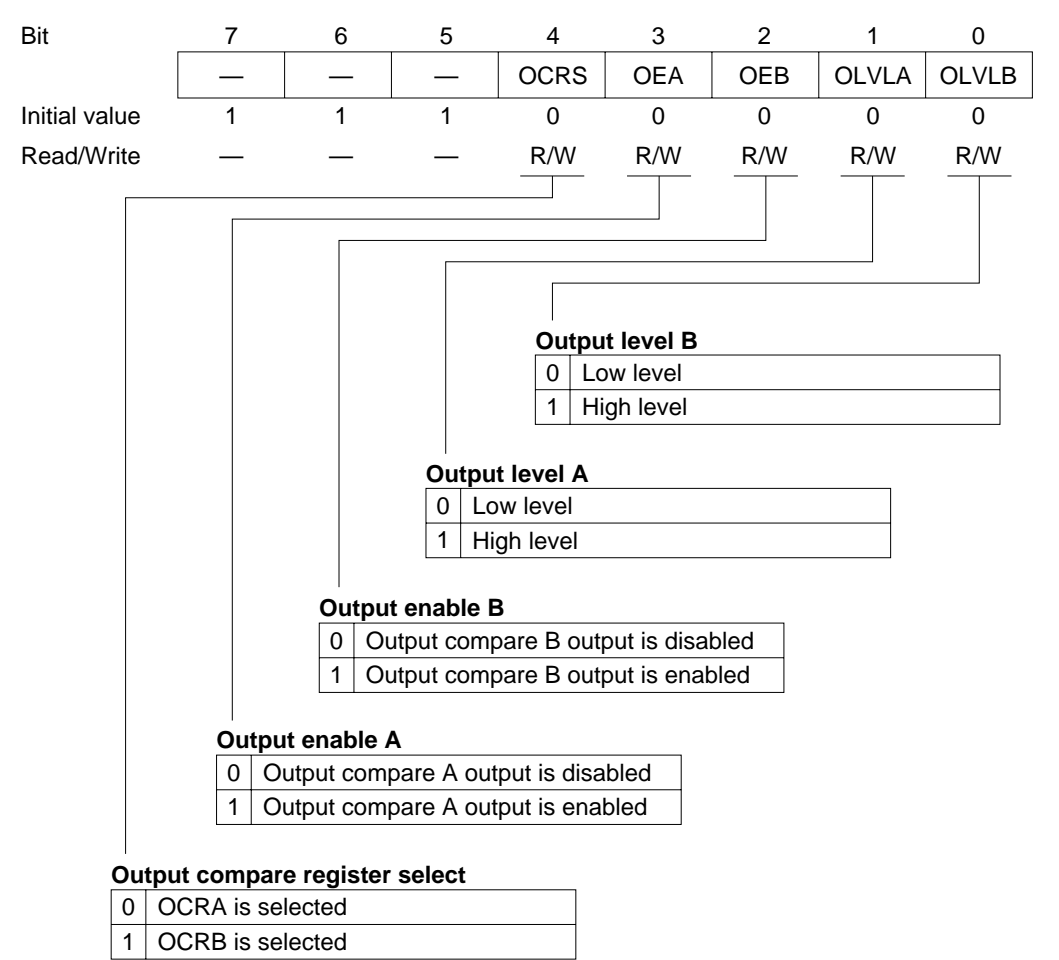 Bit 7 6 5 4 3 2 1 0
— — — OCRS OEA OEB OLVLA OLVLB
Initial value 1 1 1 0 0 0 0 0
Read/Write — — — R/W R/W R/W R/W R/W
Output level B
0 Low level
1 High level
Output level A
0 Low level
1 High level
Output enable B
0 Output compare B output is disabled
1 Output compare B output is enabled
Output enable A
0 Output compare A output is disabled
1 Output compare A output is enabled
Output compare register select
0 OCRA is selected
1 OCRB is selected